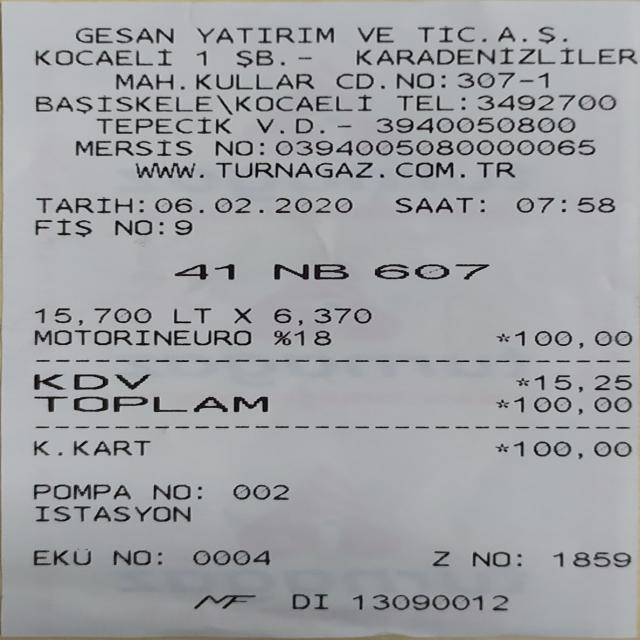 GESAN YATIRIM VE TİC.A.Ş.
KOCAELİ 1 ŞB.- KARADENİZLİLER
MAH.KULLAR CD.NO:307-1
BAŞİSKELE\KOCAELİ TEL:3492700
TEPECİK V.D.- 3940050800
MERSİS NO:0394005080000065
WWW.TURNAGAZ.COM.TR
TARİH:06.02.2020 SAAT: 07:58
FİŞ NO:9
41 NB 607
15,700 LT X 6,370
MOTORINEURO %18 *100,00
KDV *15,25
TOPLAM *100,00
K.KART *100,00
POMPA NO: 002
ISTASYON
EKÜ NO: 0004 Z NO: 1859
MF DI 13090012